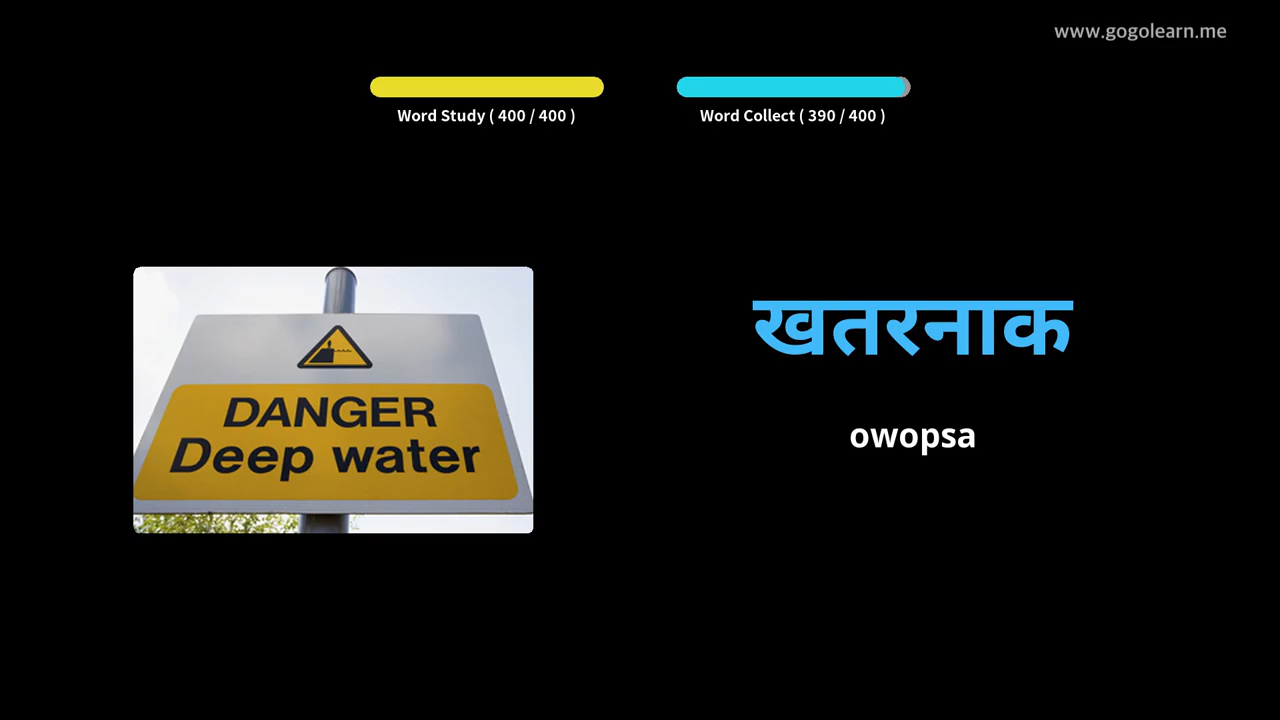 www.gogolearn.me
Word Study ( 400 / 400 )
Word Collect ( 390 / 400 )
DANGER
Deep water
खतरनाक
owopsa